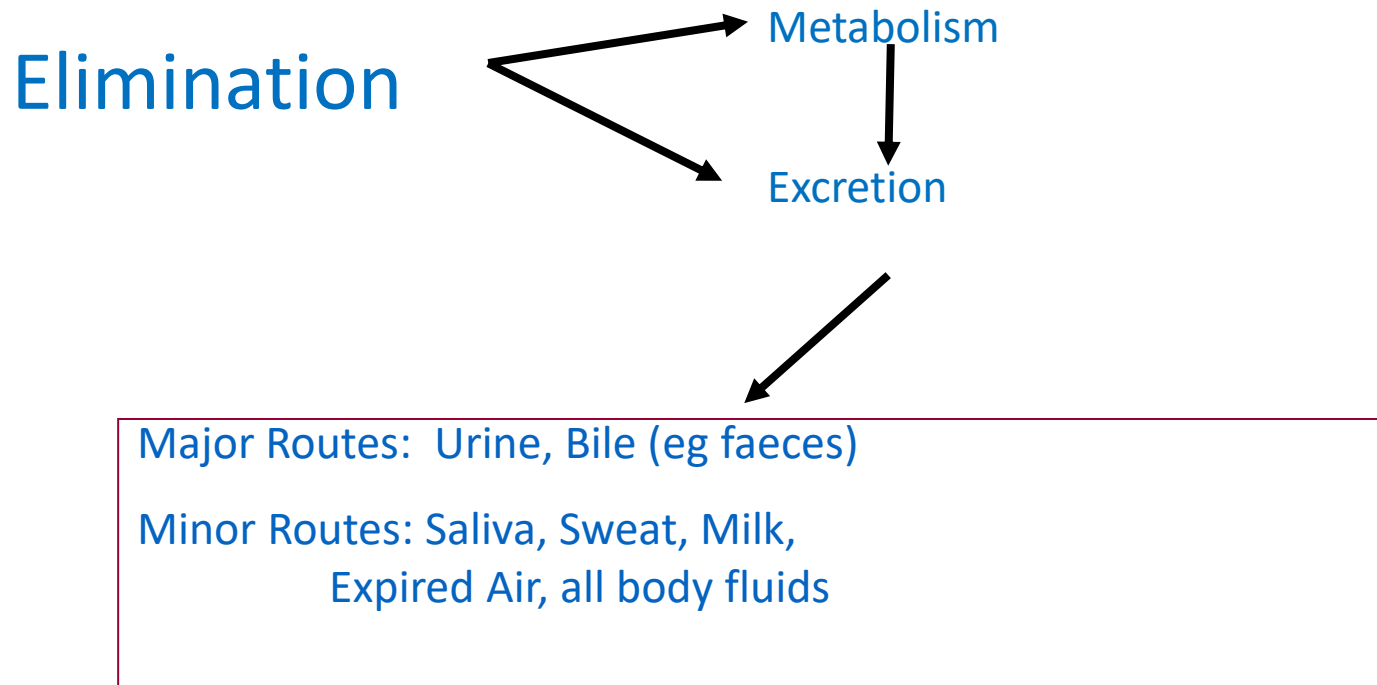 Elimination
Metabolism
Excretion
Major Routes: Urine, Bile (eg faeces)
Minor Routes: Saliva, Sweat, Milk,
Expired Air, all body fluids